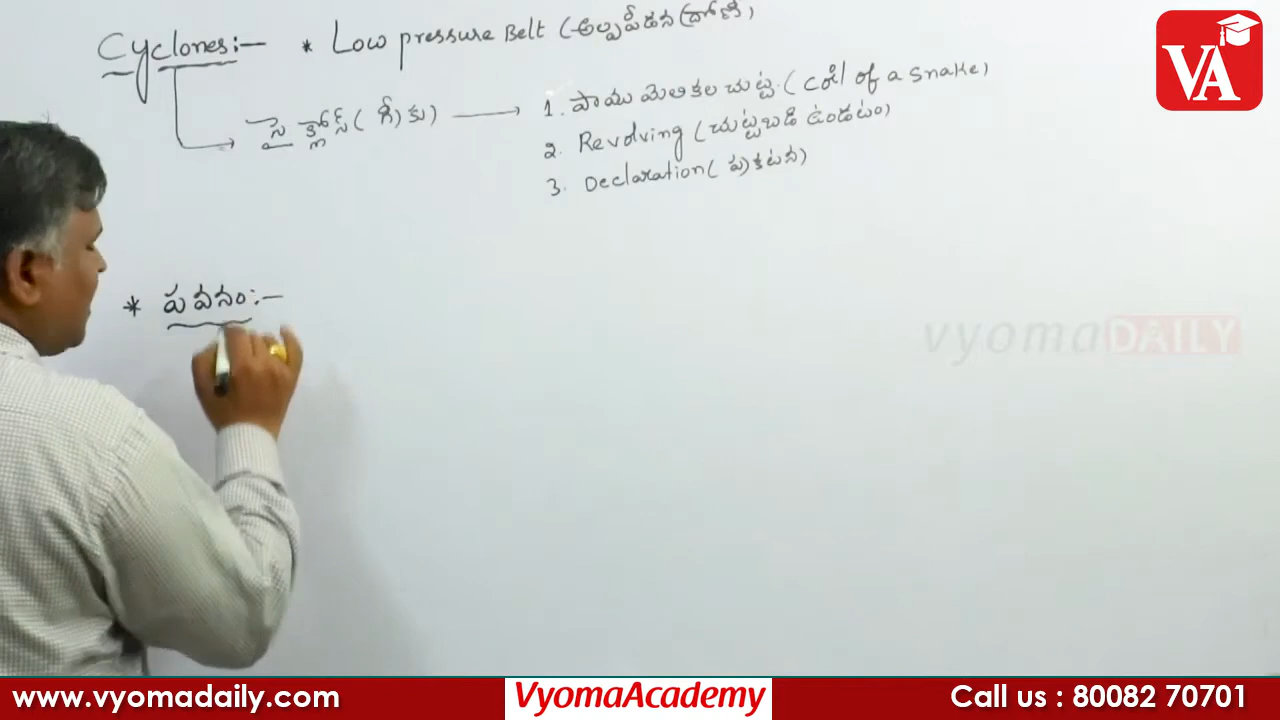 Cyclones:- * Low pressure Belt (అల్పపీడన ద్రోణి)
సైక్లోన్స్ (గ్రీకు) → 1. పాము మెలికల చుట్ట (Coil of a snake)
2. Revolving (చుట్టబడి ఉండటం)
3. Declaration (ప్రకటన)
* పవనం:-
VA
vyomaDAILY
www.vyomadaily.com
VyomaAcademy
Call us : 80082 70701